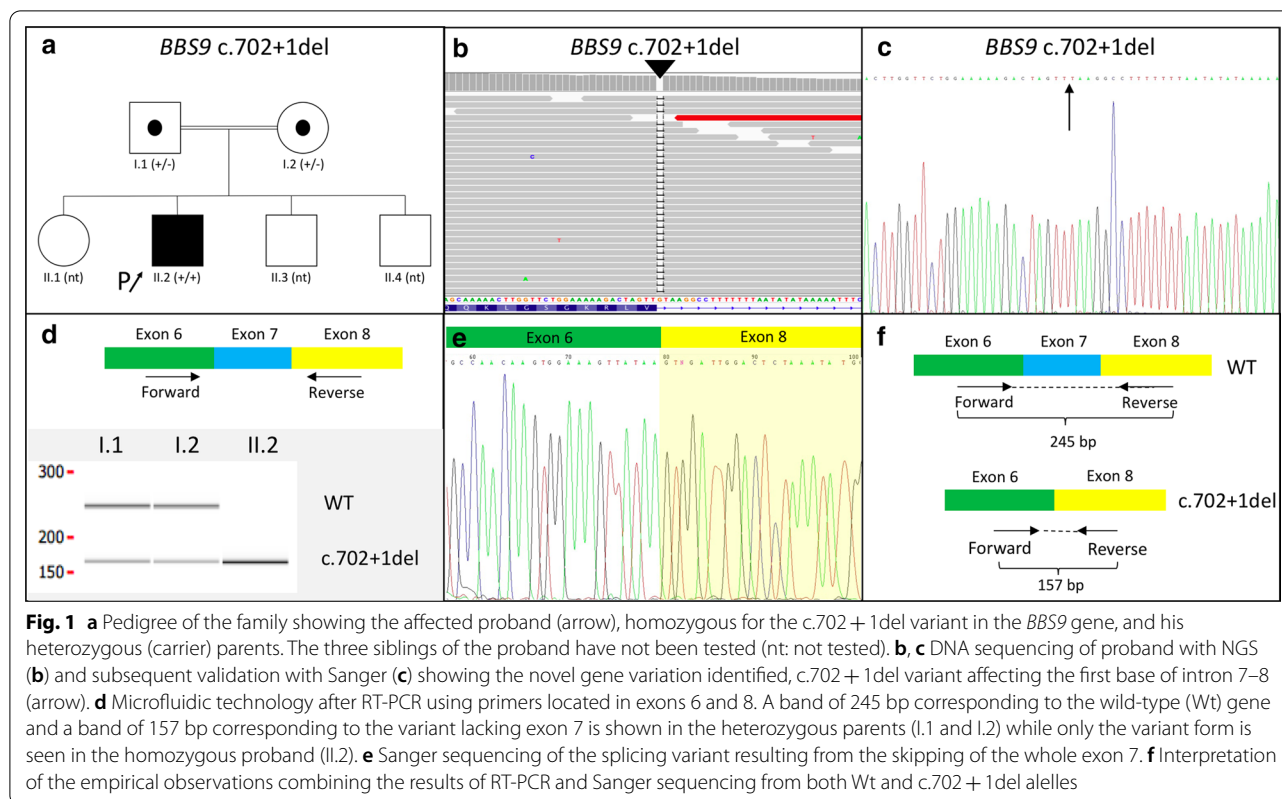 a
BBS9 c.702+1del
I.1 (+/-)
I.2 (+/-)
II.1 (nt)
P
II.2 (+/+)
II.3 (nt)
II.4 (nt)
b
BBS9 c.702+1del
C
T
T
A
A
AGCAAAAACTTGGTTCTGGAAAAAGACTAGTTGTAAGGCCTTTTTTTAATATATAAAAATTTC
Q K L G S G K R L V
c
BBS9 c.702+1del
ACTTGGTTCTGGAAAAAGACTAGTTTAAGGCCTTTTTTTAATATATAAAAA
d
Exon 6 Exon 7 Exon 8
Forward Reverse
I.1 I.2 II.2
300
WT
200
c.702+1del
150
e
Exon 6 Exon 8
60 70 80 90 100
GCCAACAAGTGGAAAGTTATAA GATTGGACTCTAAATATG
f
Exon 6 Exon 7 Exon 8
WT
Forward Reverse
245 bp
Exon 6 Exon 8
c.702+1del
Forward Reverse
157 bp
Fig. 1 a Pedigree of the family showing the affected proband (arrow), homozygous for the c.702 + 1del variant in the BBS9 gene, and his
heterozygous (carrier) parents. The three siblings of the proband have not been tested (nt: not tested). b, c DNA sequencing of proband with NGS
(b) and subsequent validation with Sanger (c) showing the novel gene variation identified, c.702 + 1del variant affecting the first base of intron 7–8
(arrow). d Microfluidic technology after RT-PCR using primers located in exons 6 and 8. A band of 245 bp corresponding to the wild-type (Wt) gene
and a band of 157 bp corresponding to the variant lacking exon 7 is shown in the heterozygous parents (I.1 and I.2) while only the variant form is
seen in the homozygous proband (II.2). e Sanger sequencing of the splicing variant resulting from the skipping of the whole exon 7. f Interpretation
of the empirical observations combining the results of RT-PCR and Sanger sequencing from both Wt and c.702 + 1del alelles